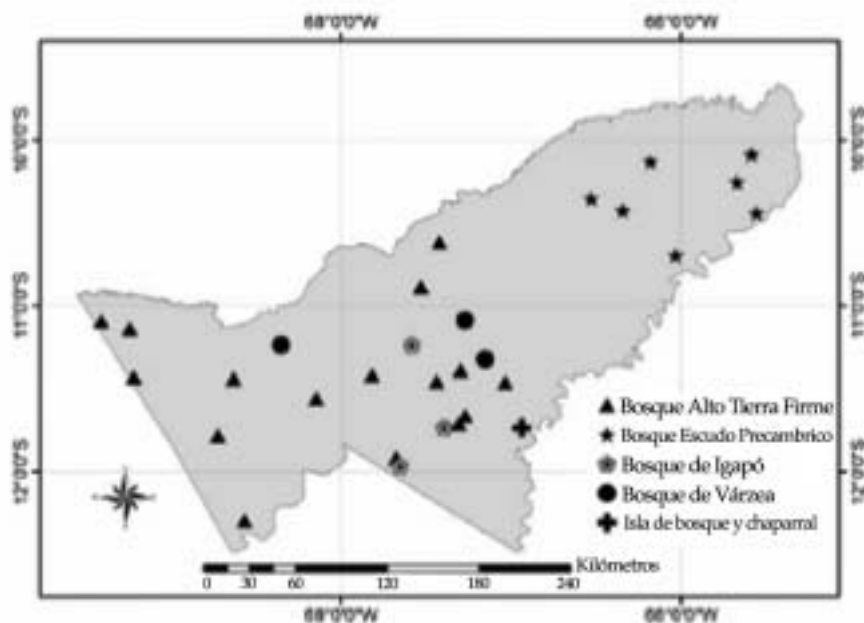 68°0'0"W 66°0'0"W
10°0'0"S 10°0'0"S
11°0'0"S 11°0'0"S
12°0'0"S 12°0'0"S
Bosque Alto Tierra Firme
Bosque Escudo Precambrico
Bosque de Igapó
Bosque de Várzea
Isla de bosque y chaparral
Kilómetros
0 30 60 120 180 240
68°0'0"W 66°0'0"W